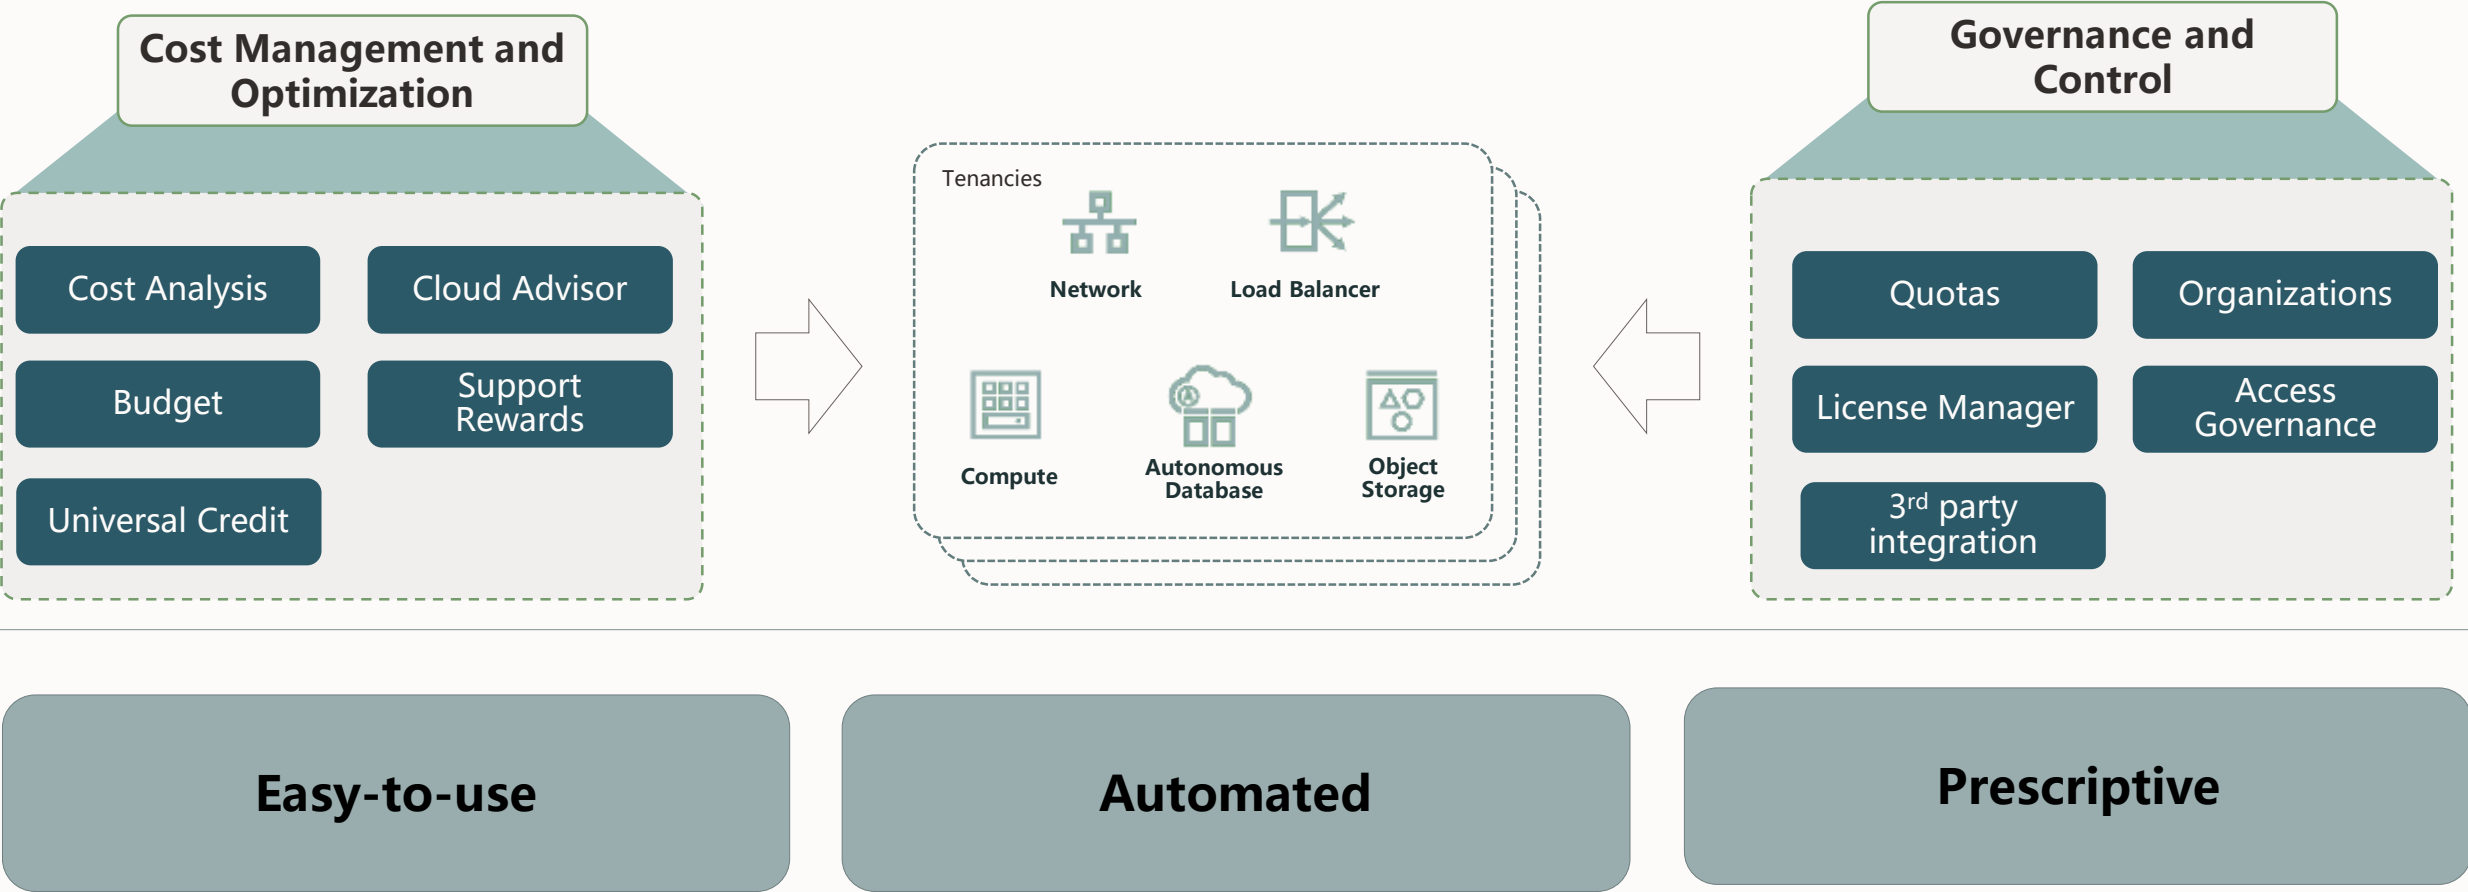 Cost Management and
Optimization
Cost Analysis
Cloud Advisor
Budget
Support
Rewards
Universal Credit
Tenancies
Network
Load Balancer
Compute
Autonomous
Database
Object
Storage
Governance and
Control
Quotas
Organizations
License Manager
Access
Governance
3rd party
integration
Easy-to-use
Automated
Prescriptive